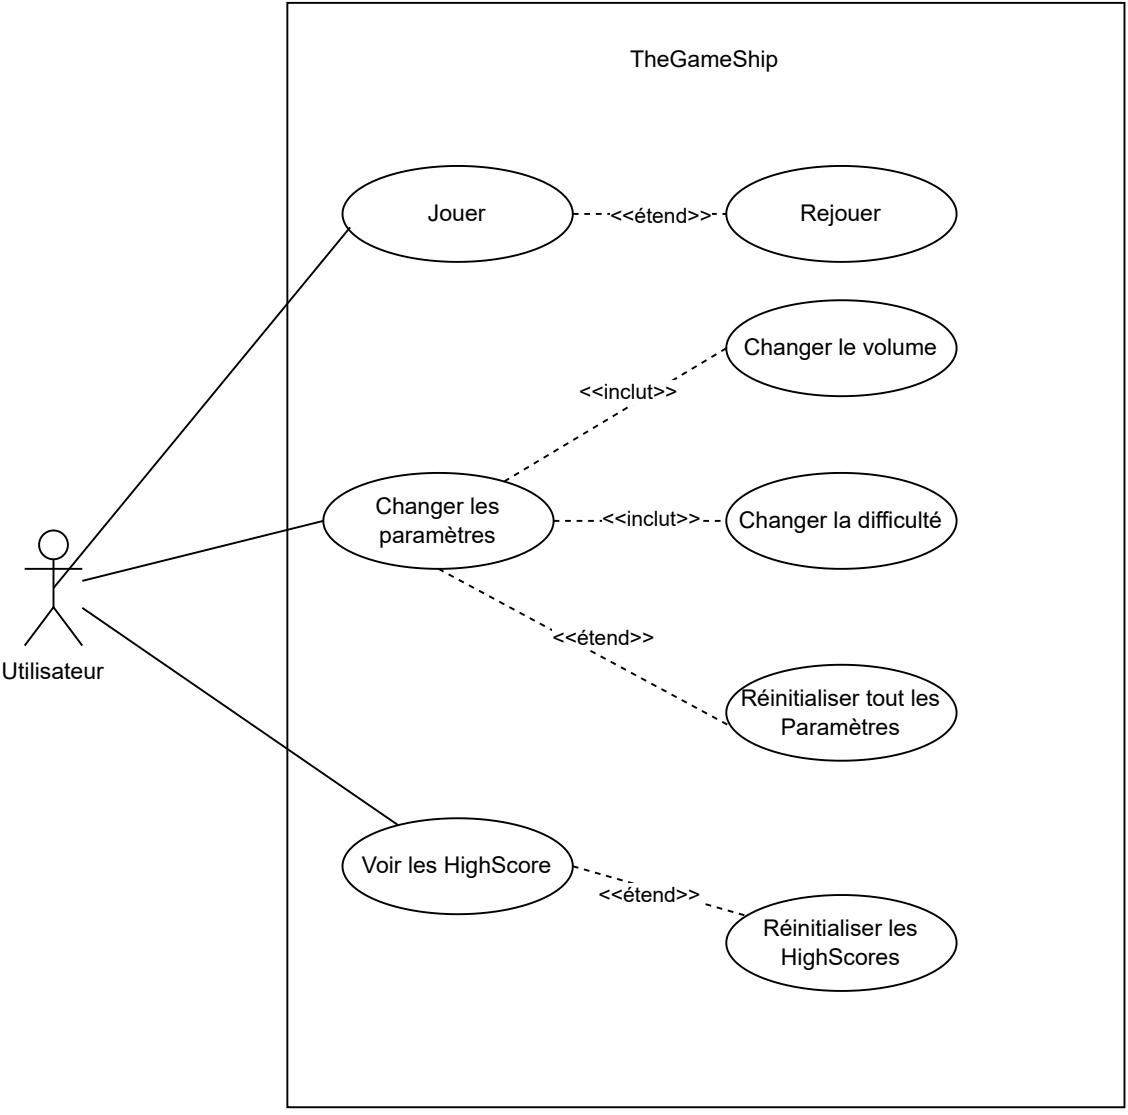 TheGameShip
Jouer
<<étend>>
Rejouer
Changer le volume
<<inclut>>
Changer les
paramètres
<<inclut>>
Changer la difficulté
<<étend>>
Utilisateur
Réinitialiser tout les
Paramètres
Voir les HighScore
<<étend>>
Réinitialiser les
HighScores